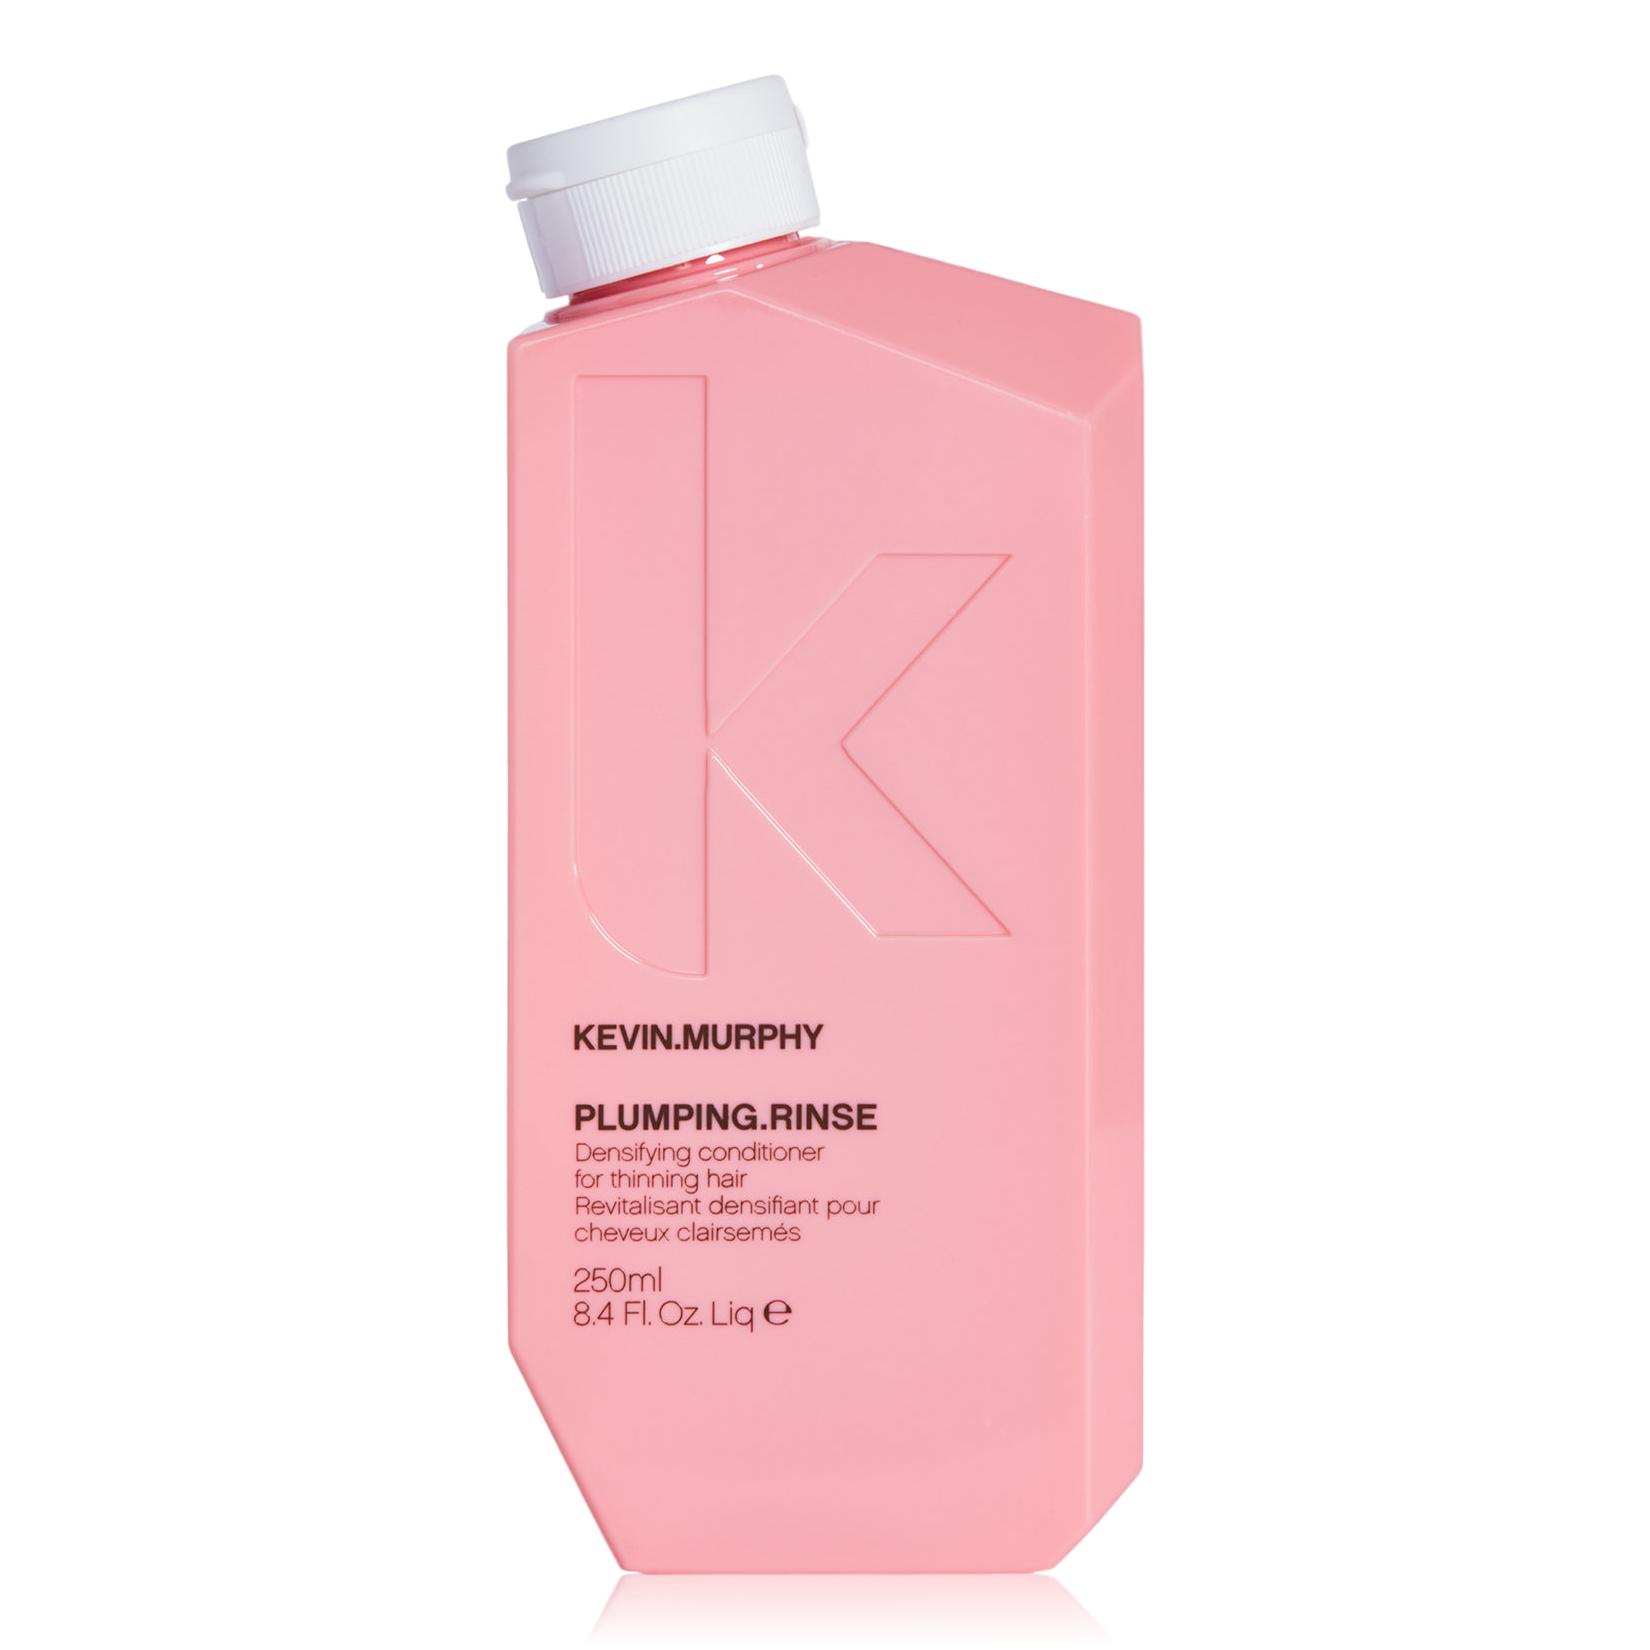 k
KEVIN.MURPHY
PLUMPING.RINSE
Densifying conditioner
for thinning hair
Revitalisant densifiant pour
cheveux clairsemés
250ml
8.4 Fl. Oz. Liq ℮